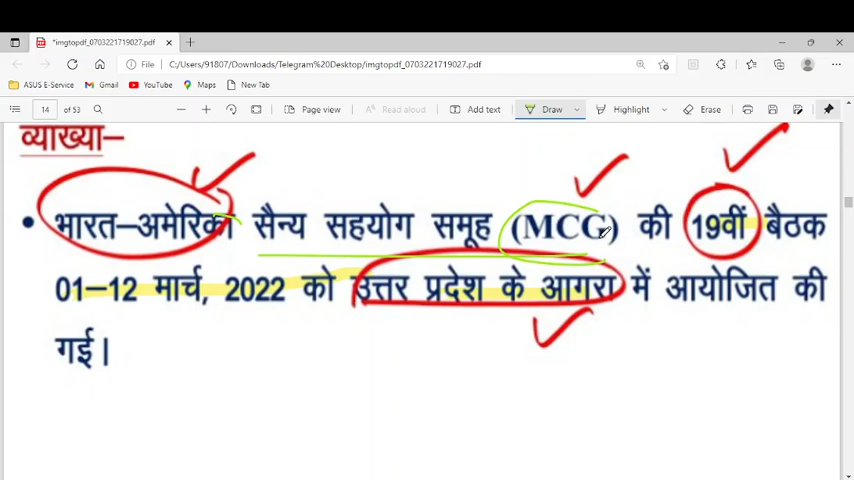 *imgtopdf_0703221719027.pdf
File C:/Users/91807/Downloads/Telegram%20Desktop/imgtopdf_0703221719027.pdf
ASUS E-Service Gmail YouTube Maps New Tab
14 of 53 Page view Read aloud Add text Draw Highlight Erase
व्याख्या–
• भारत–अमेरिका सैन्य सहयोग समूह (MCG) की 19वीं बैठक
01–12 मार्च, 2022 को उत्तर प्रदेश के आगरा में आयोजित की
गई।